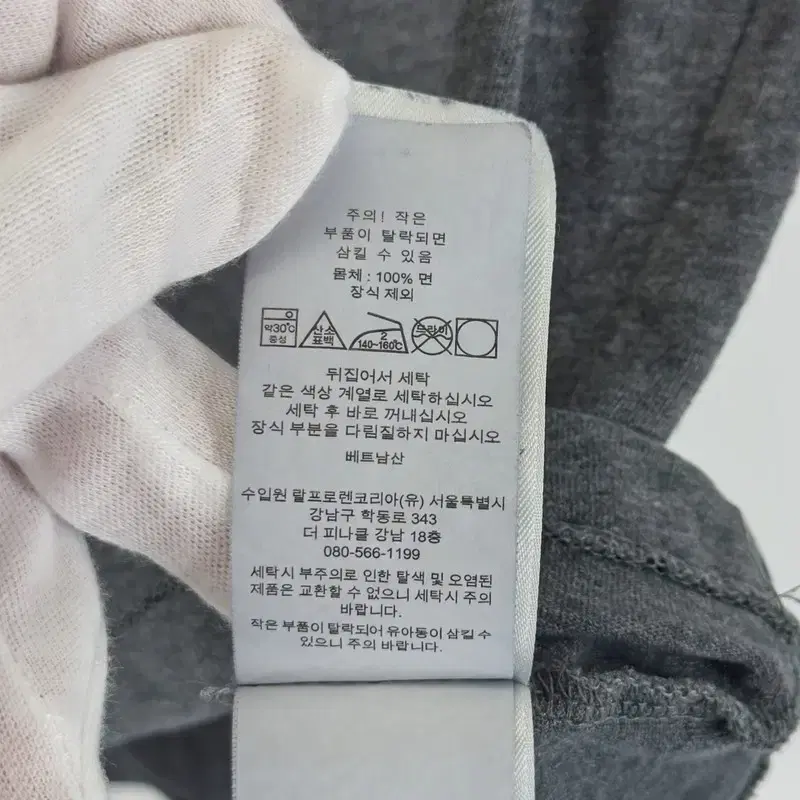 주의! 작은
부품이 탈락되면
삼킬 수 있음
몸체 : 100% 면
장식 제외
약30℃
중성
산소
표백
2
140~160℃
드라이
뒤집어서 세탁
같은 색상 계열로 세탁하십시오
세탁 후 바로 꺼내십시오
장식 부분을 다림질하지 마십시오
베트남산
수입원 랄프로렌코리아(유) 서울특별시
강남구 학동로 343
더 피나클 강남 18층
080-566-1199
세탁시 부주의로 인한 탈색 및 오염된
제품은 교환할 수 없으니 세탁시 주의
바랍니다.
작은 부품이 탈락되어 유아동이 삼킬 수
있으니 주의 바랍니다.